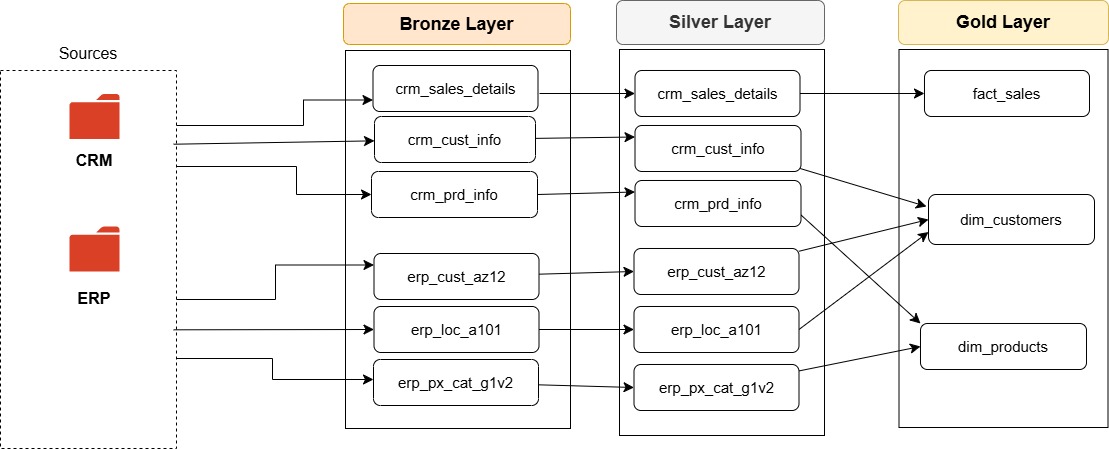 Sources
CRM
ERP
Bronze Layer
crm_sales_details
crm_cust_info
crm_prd_info
erp_cust_az12
erp_loc_a101
erp_px_cat_g1v2
Silver Layer
crm_sales_details
crm_cust_info
crm_prd_info
erp_cust_az12
erp_loc_a101
erp_px_cat_g1v2
Gold Layer
fact_sales
dim_customers
dim_products